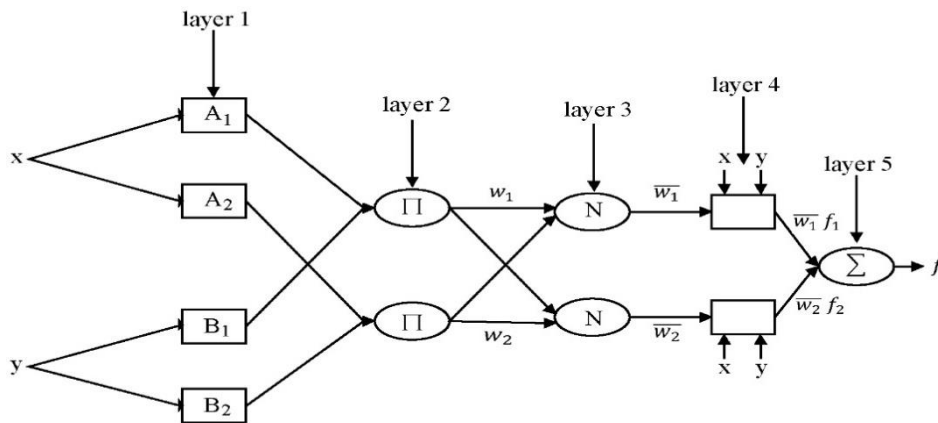 layer 1
layer 2
layer 3
layer 4
layer 5
x
A₁
A₂
y
B₁
B₂
Π
Π
w₁
w₂
N
N
w̅₁
w̅₂
x y
x y
w̅₁ f₁
w̅₂ f₂
Σ
f